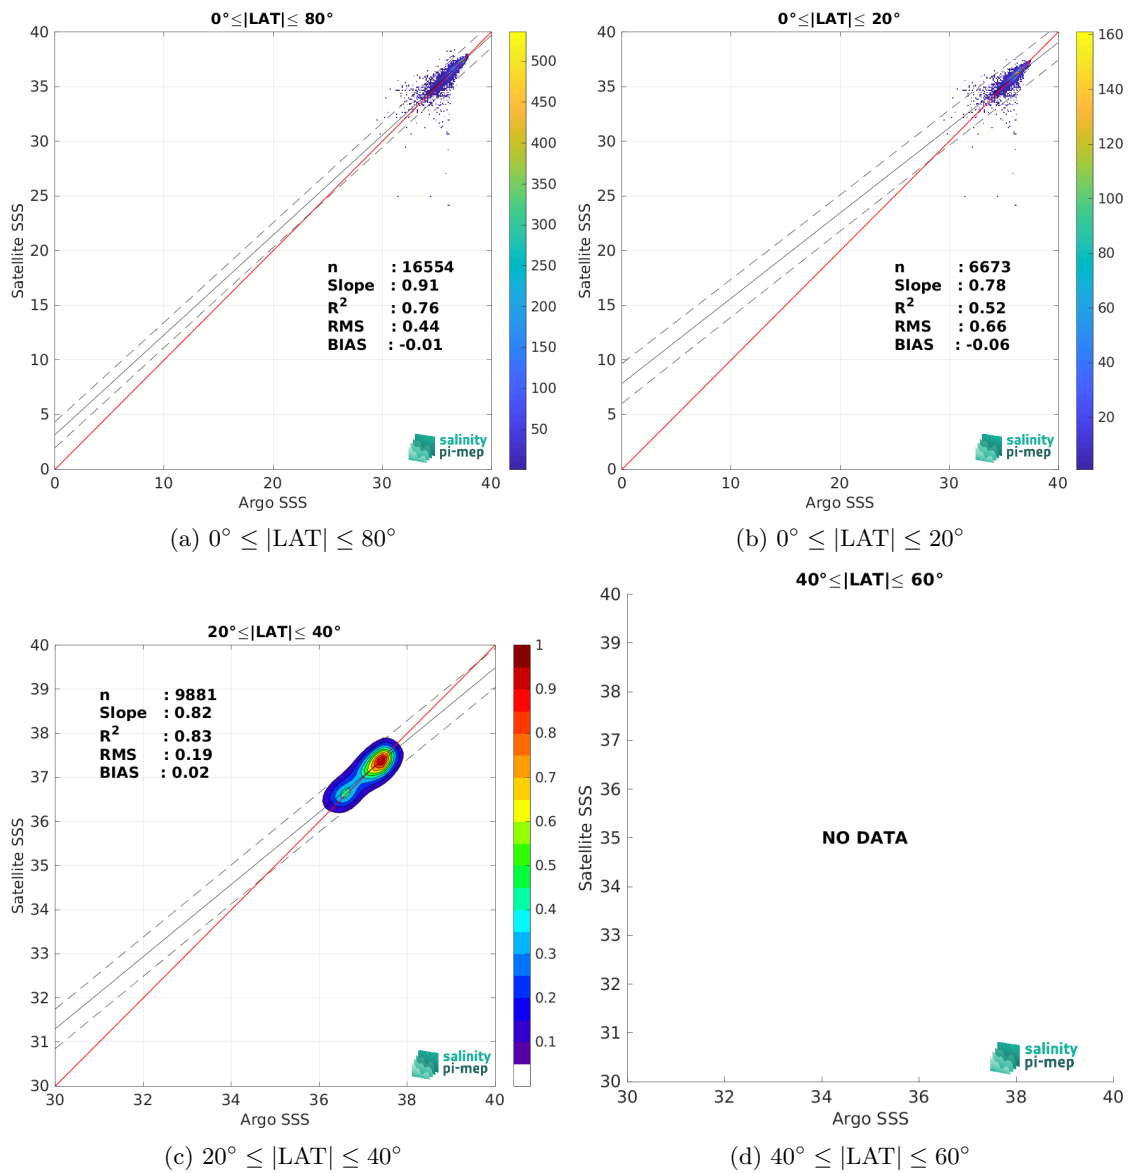 0°≤|LAT|≤ 80°
40
35
30
25
20
15
10
5
0
Satellite SSS
n : 16554
Slope : 0.91
R2 : 0.76
RMS : 0.44
BIAS : -0.01
salinity
pi-mep
0 10 20 30 40
Argo SSS
500
450
400
350
300
250
200
150
100
50
(a) 0° ≤ |LAT| ≤ 80°
0°≤|LAT|≤ 20°
40
35
30
25
20
15
10
5
0
Satellite SSS
n : 6673
Slope : 0.78
R2 : 0.52
RMS : 0.66
BIAS : -0.06
salinity
pi-mep
0 10 20 30 40
Argo SSS
160
140
120
100
80
60
40
20
(b) 0° ≤ |LAT| ≤ 20°
20°≤|LAT|≤ 40°
40
39
38
37
36
35
34
33
32
31
30
Satellite SSS
n : 9881
Slope : 0.82
R2 : 0.83
RMS : 0.19
BIAS : 0.02
salinity
pi-mep
30 32 34 36 38 40
Argo SSS
1
0.9
0.8
0.7
0.6
0.5
0.4
0.3
0.2
0.1
(c) 20° ≤ |LAT| ≤ 40°
40°≤|LAT|≤ 60°
40
39
38
37
36
35
34
33
32
31
30
Satellite SSS
NO DATA
salinity
pi-mep
30 32 34 36 38 40
Argo SSS
(d) 40° ≤ |LAT| ≤ 60°